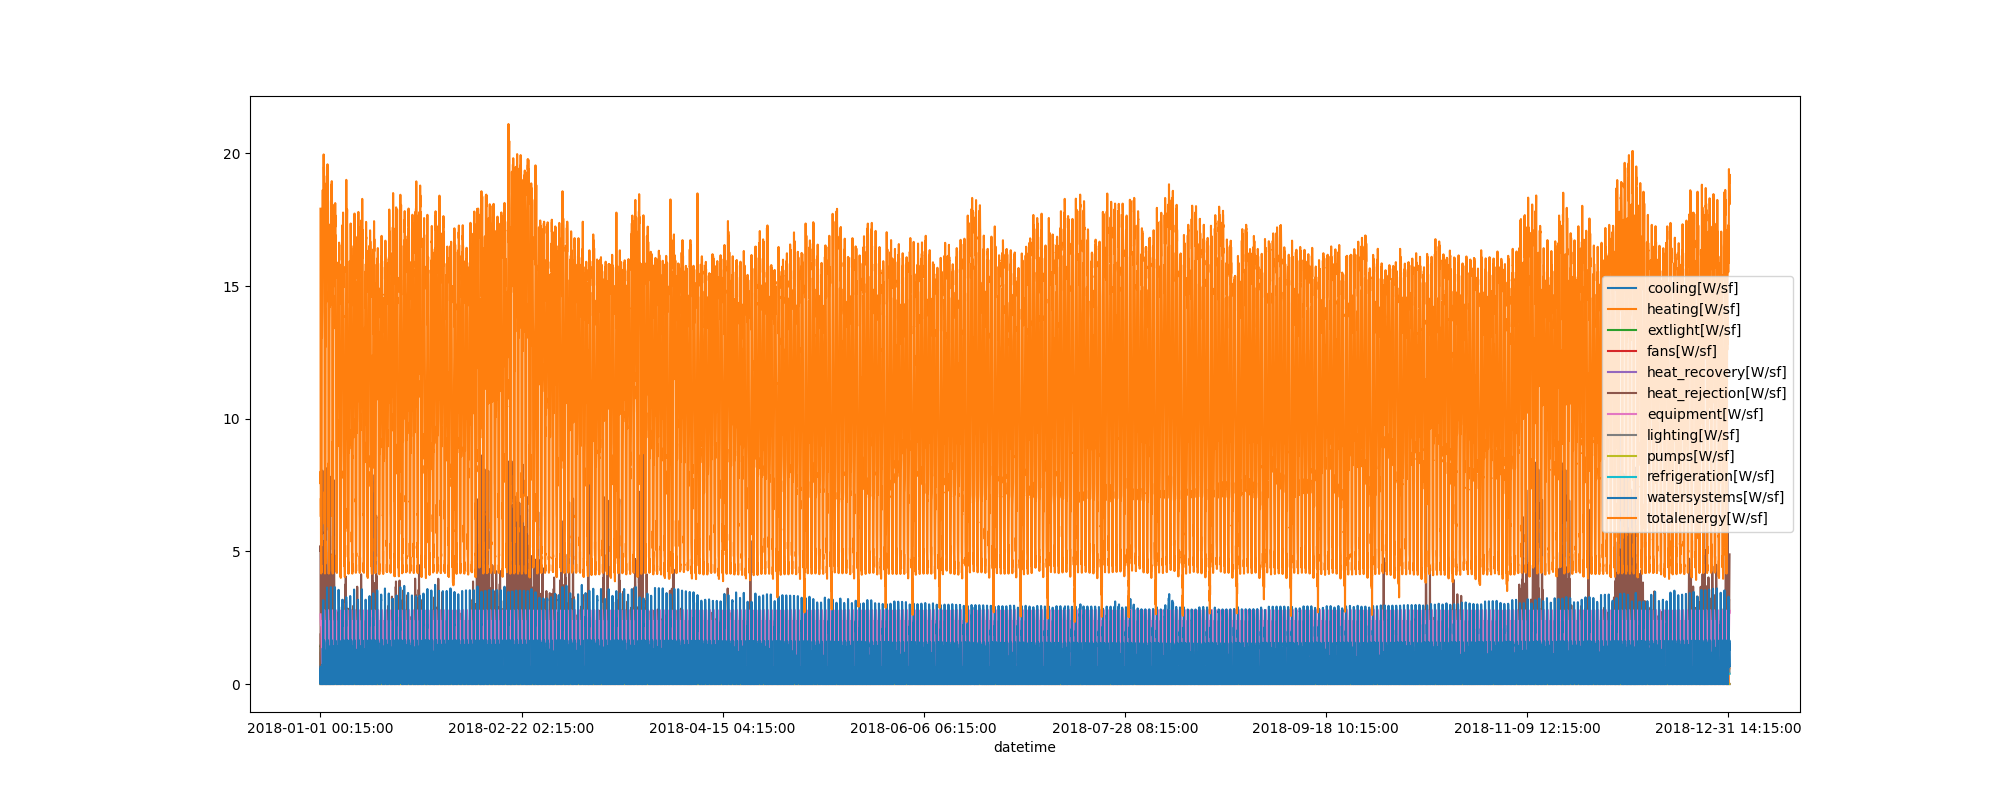 20
15
10
5
0
cooling[W/sf]
heating[W/sf]
extlight[W/sf]
fans[W/sf]
heat_recovery[W/sf]
heat_rejection[W/sf]
equipment[W/sf]
lighting[W/sf]
pumps[W/sf]
refrigeration[W/sf]
watersystems[W/sf]
totalenergy[W/sf]
2018-01-01 00:15:00 2018-02-22 02:15:00 2018-04-15 04:15:00 2018-06-06 06:15:00 2018-07-28 08:15:00 2018-09-18 10:15:00 2018-11-09 12:15:00 2018-12-31 14:15:00
datetime